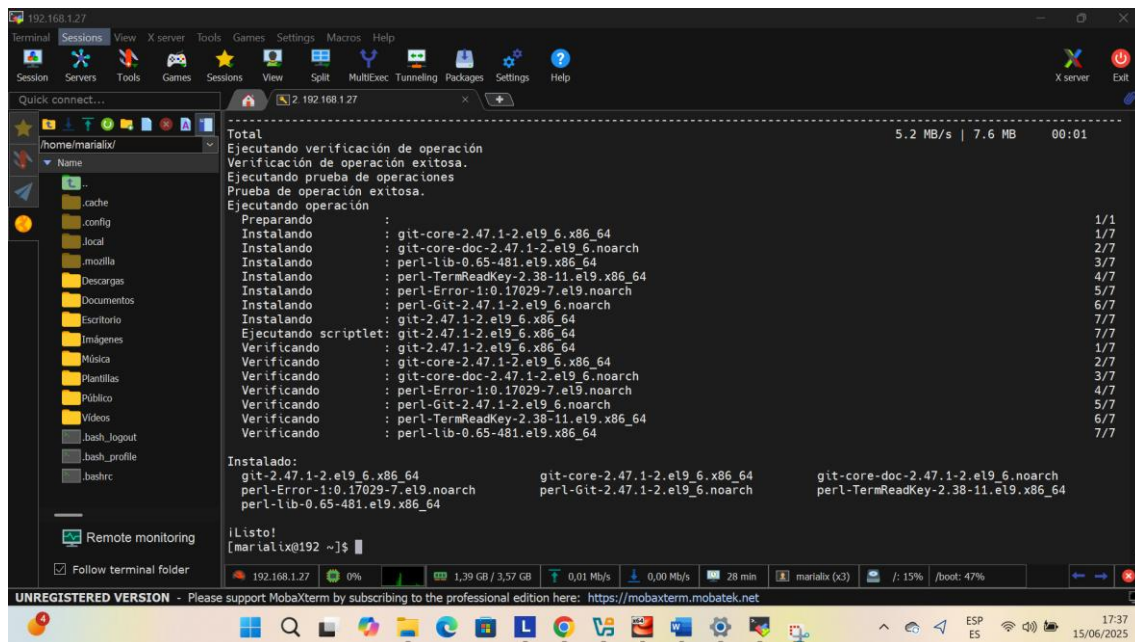 192.168.1.27
Terminal Sessions View X server Tools Games Settings Macros Help
Session Servers Tools Games Sessions View Split MultiExec Tunneling Packages Settings Help
X server Exit
Quick connect...
2. 192.168.1.27
/home/marialix/
Name
..
.cache
.config
.local
.mozilla
Descargas
Documentos
Escritorio
Imágenes
Música
Plantillas
Público
Vídeos
.bash_logout
.bash_profile
.bashrc
Remote monitoring
Follow terminal folder
--------------------------------------------------------------------------------
Total 5.2 MB/s | 7.6 MB 00:01
Ejecutando verificación de operación
Verificación de operación exitosa.
Ejecutando prueba de operaciones
Prueba de operación exitosa.
Ejecutando operación
Preparando : 1/1
Instalando : git-core-2.47.1-2.el9_6.x86_64 1/7
Instalando : git-core-doc-2.47.1-2.el9_6.noarch 2/7
Instalando : perl-lib-0.65-481.el9.x86_64 3/7
Instalando : perl-TermReadKey-2.38-11.el9.x86_64 4/7
Instalando : perl-Error-1:0.17029-7.el9.noarch 5/7
Instalando : perl-Git-2.47.1-2.el9_6.noarch 6/7
Instalando : git-2.47.1-2.el9_6.x86_64 7/7
Ejecutando scriptlet: git-2.47.1-2.el9_6.x86_64 7/7
Verificando : git-2.47.1-2.el9_6.x86_64 1/7
Verificando : git-core-2.47.1-2.el9_6.x86_64 2/7
Verificando : git-core-doc-2.47.1-2.el9_6.noarch 3/7
Verificando : perl-Error-1:0.17029-7.el9.noarch 4/7
Verificando : perl-Git-2.47.1-2.el9_6.noarch 5/7
Verificando : perl-TermReadKey-2.38-11.el9.x86_64 6/7
Verificando : perl-lib-0.65-481.el9.x86_64 7/7
Instalado:
git-2.47.1-2.el9_6.x86_64 git-core-2.47.1-2.el9_6.x86_64 git-core-doc-2.47.1-2.el9_6.noarch
perl-Error-1:0.17029-7.el9.noarch perl-Git-2.47.1-2.el9_6.noarch perl-TermReadKey-2.38-11.el9.x86_64
perl-lib-0.65-481.el9.x86_64
¡Listo!
[marialix@192 ~]$
192.168.1.27 0% 1,39 GB / 3,57 GB 0,01 Mb/s 0,00 Mb/s 28 min marialix (x3) /: 15% /boot: 47%
UNREGISTERED VERSION - Please support MobaXterm by subscribing to the professional edition here: https://mobaxterm.mobatek.net
ESP
ES
17:37
15/06/2025